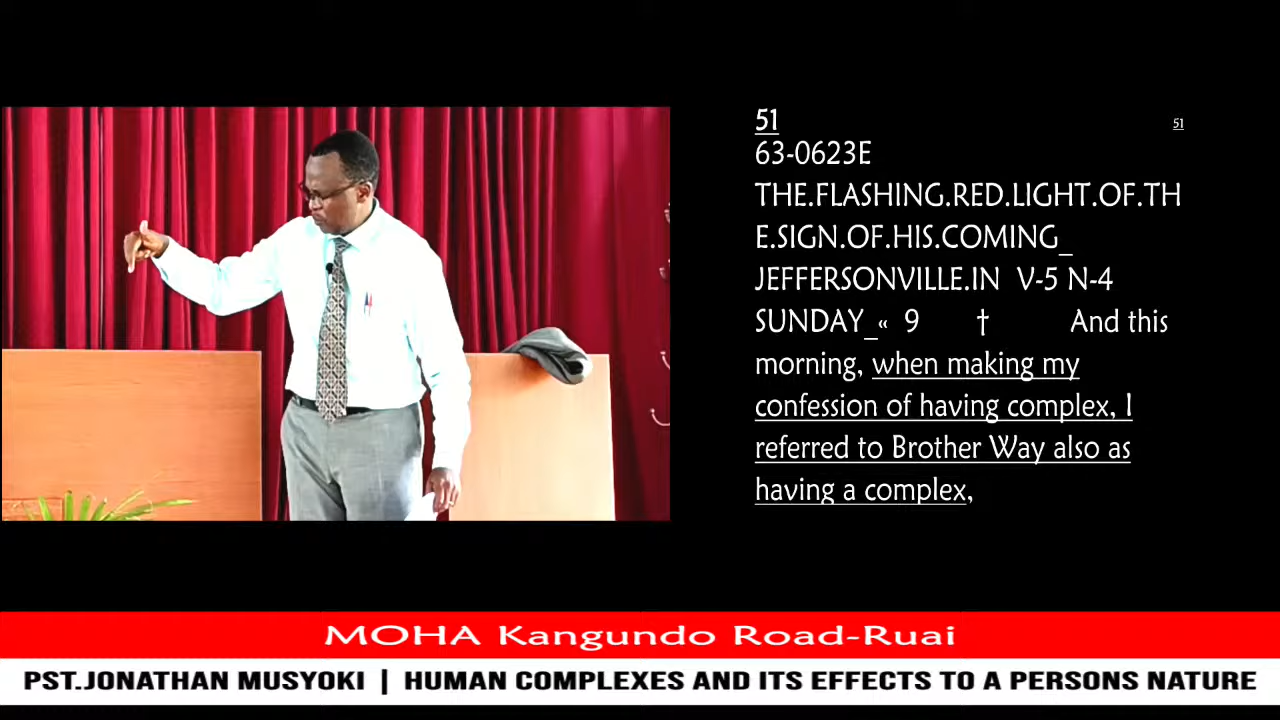 51
51
63-0623E
THE.FLASHING.RED.LIGHT.OF.TH
E.SIGN.OF.HIS.COMING_
JEFFERSONVILLE.IN V-5 N-4
SUNDAY_« 9 † And this
morning, when making my
confession of having complex, I
referred to Brother Way also as
having a complex,
MOHA Kangundo Road-Ruai
PST.JONATHAN MUSYOKI | HUMAN COMPLEXES AND ITS EFFECTS TO A PERSONS NATURE